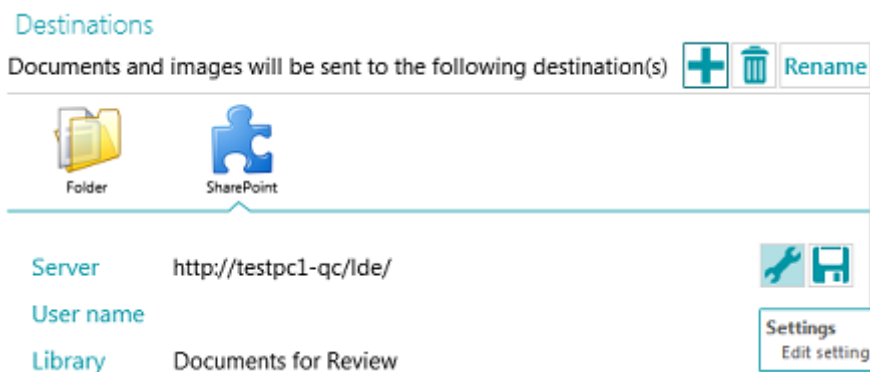 Destinations
Documents and images will be sent to the following destination(s) Rename
Folder SharePoint
Server http://testpc1-qc/lde/
User name
Settings
Edit setting
Library Documents for Review